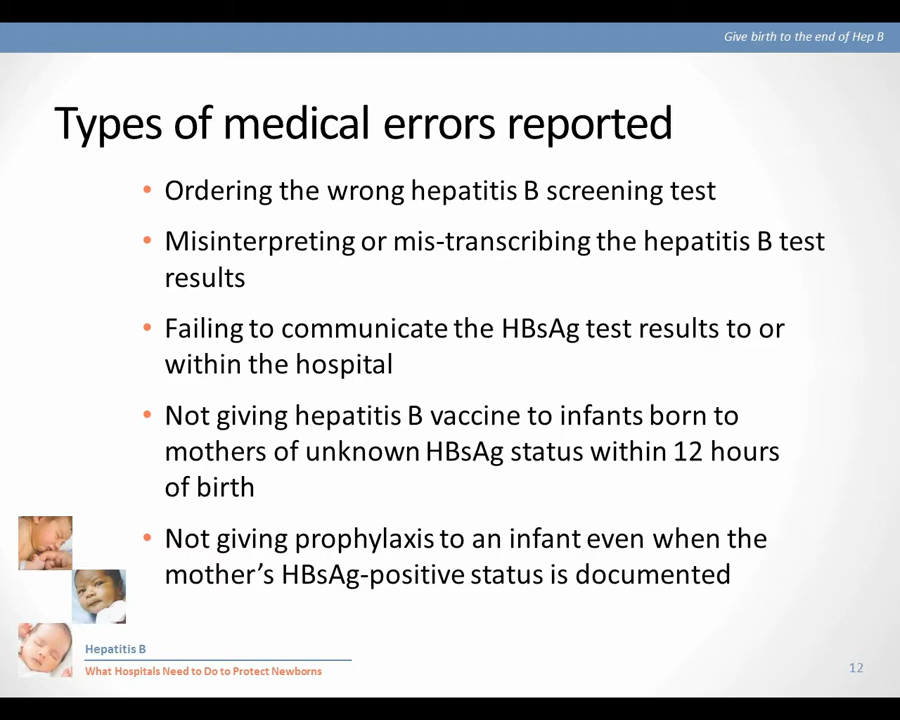 Give birth to the end of Hep B
Types of medical errors reported
• Ordering the wrong hepatitis B screening test
• Misinterpreting or mis-transcribing the hepatitis B test
results
• Failing to communicate the HBsAg test results to or
within the hospital
• Not giving hepatitis B vaccine to infants born to
mothers of unknown HBsAg status within 12 hours
of birth
• Not giving prophylaxis to an infant even when the
mother’s HBsAg-positive status is documented
Hepatitis B
What Hospitals Need to Do to Protect Newborns
12